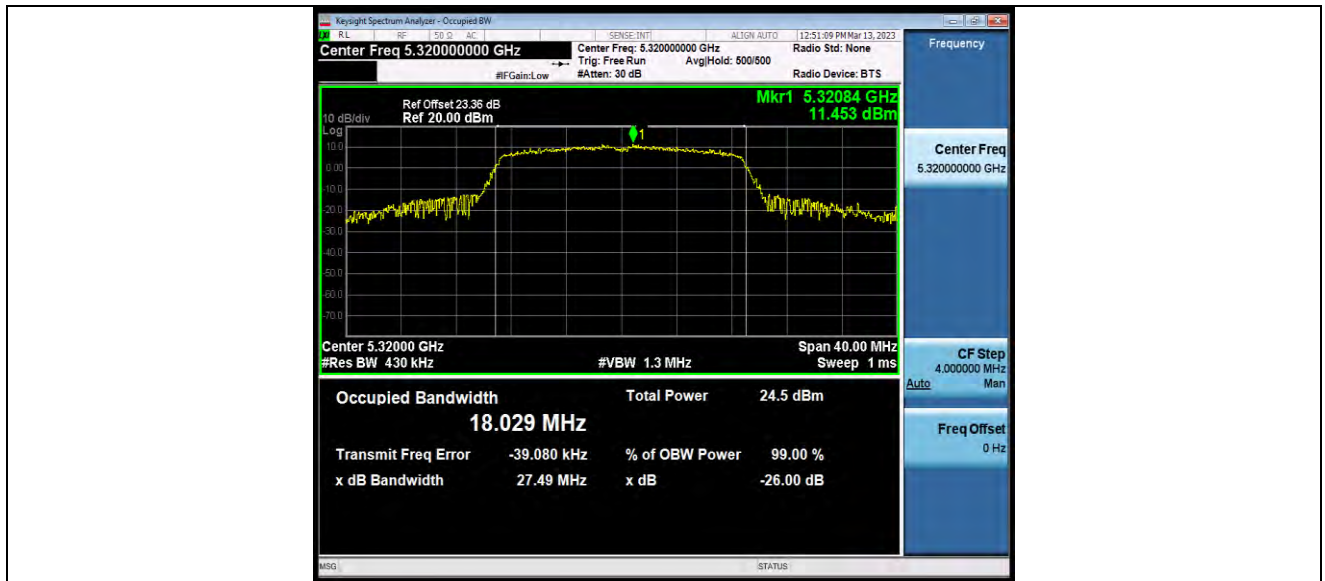 Keysight Spectrum Analyzer - Occupied BW
RL RF 50 Ω AC SENSE:INT ALIGN AUTO 12:51:09 PM Mar 13, 2023
Center Freq 5.320000000 GHz
Center Freq: 5.320000000 GHz
Radio Std: None
Trig: Free Run Avg|Hold: 500/500
#IFGain:Low #Atten: 30 dB Radio Device: BTS
Frequency
Mkr1 5.32084 GHz
11.453 dBm
Ref Offset 23.36 dB
10 dB/div Ref 20.00 dBm
Log
1
10.0
0.00
-10.0
-20.0
-30.0
-40.0
-50.0
-60.0
-70.0
Center 5.32000 GHz Span 40.00 MHz
#Res BW 430 kHz #VBW 1.3 MHz Sweep 1 ms
Center Freq
5.320000000 GHz
CF Step
4.000000 MHz
Auto Man
Freq Offset
0 Hz
Occupied Bandwidth Total Power 24.5 dBm
18.029 MHz
Transmit Freq Error -39.080 kHz % of OBW Power 99.00 %
x dB Bandwidth 27.49 MHz x dB -26.00 dB
MSG STATUS